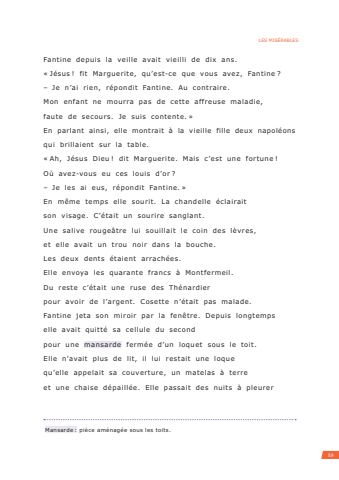 LES MISÉRABLES
Fantine depuis la veille avait vieilli de dix ans.
« Jésus ! fit Marguerite, qu'est-ce que vous avez, Fantine ?
– Je n'ai rien, répondit Fantine. Au contraire.
Mon enfant ne mourra pas de cette affreuse maladie,
faute de secours. Je suis contente. »
En parlant ainsi, elle montrait à la vieille fille deux napoléons
qui brillaient sur la table.
« Ah, Jésus Dieu ! dit Marguerite. Mais c'est une fortune !
Où avez-vous eu ces louis d'or ?
– Je les ai eus, répondit Fantine. »
En même temps elle sourit. La chandelle éclairait
son visage. C'était un sourire sanglant.
Une salive rougeâtre lui souillait le coin des lèvres,
et elle avait un trou noir dans la bouche.
Les deux dents étaient arrachées.
Elle envoya les quarante francs à Montfermeil.
Du reste c'était une ruse des Thénardier
pour avoir de l'argent. Cosette n'était pas malade.
Fantine jeta son miroir par la fenêtre. Depuis longtemps
elle avait quitté sa cellule du second
pour une mansarde fermée d'un loquet sous le toit.
Elle n'avait plus de lit, il lui restait une loque
qu'elle appelait sa couverture, un matelas à terre
et une chaise dépaillée. Elle passait des nuits à pleurer
Mansarde : pièce aménagée sous les toits.